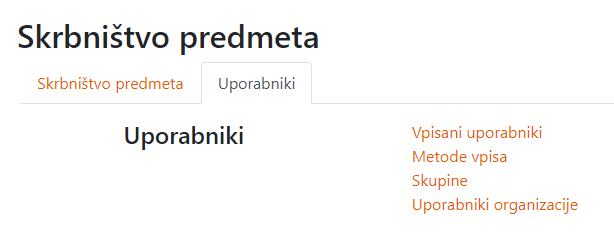 Skrbništvo predmeta
Skrbništvo predmeta
Uporabniki
Uporabniki
Vpisani uporabniki
Metode vpisa
Skupine
Uporabniki organizacije